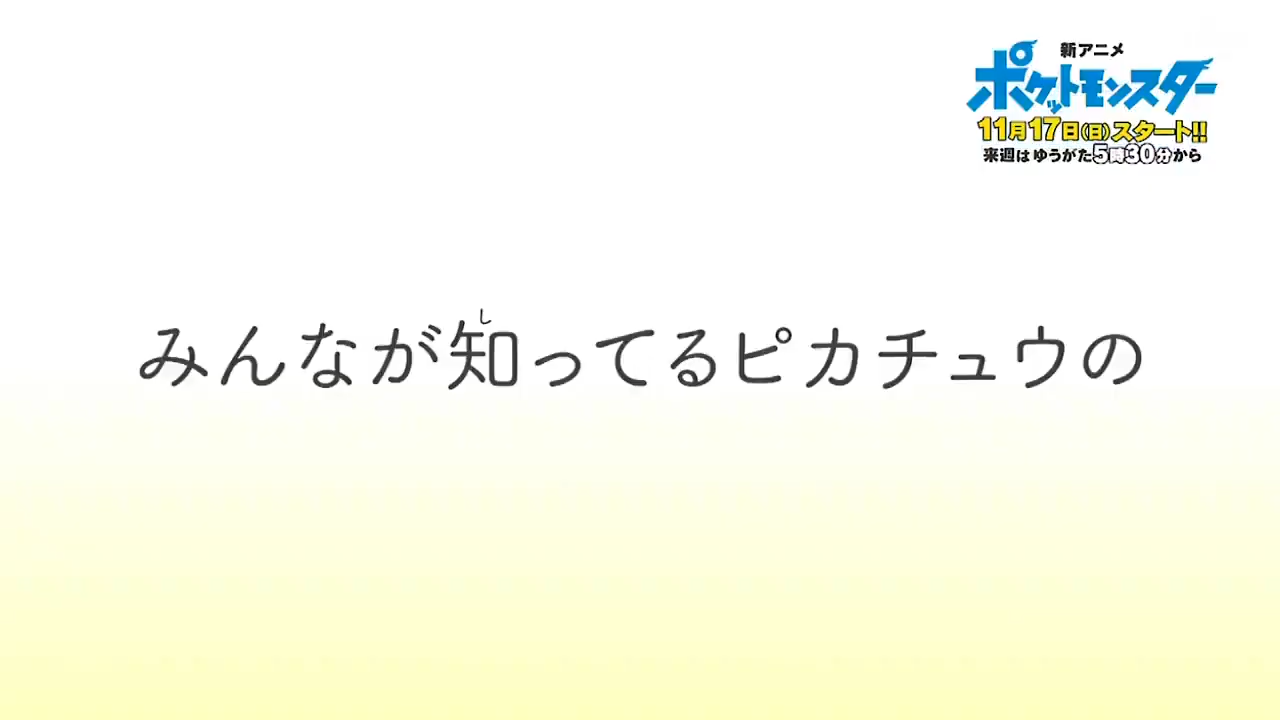 新アニメ
ポケットモンスター
11月17日(日)スタート!!
来週はゆうがた5時30分から
し
みんなが知ってるピカチュウの